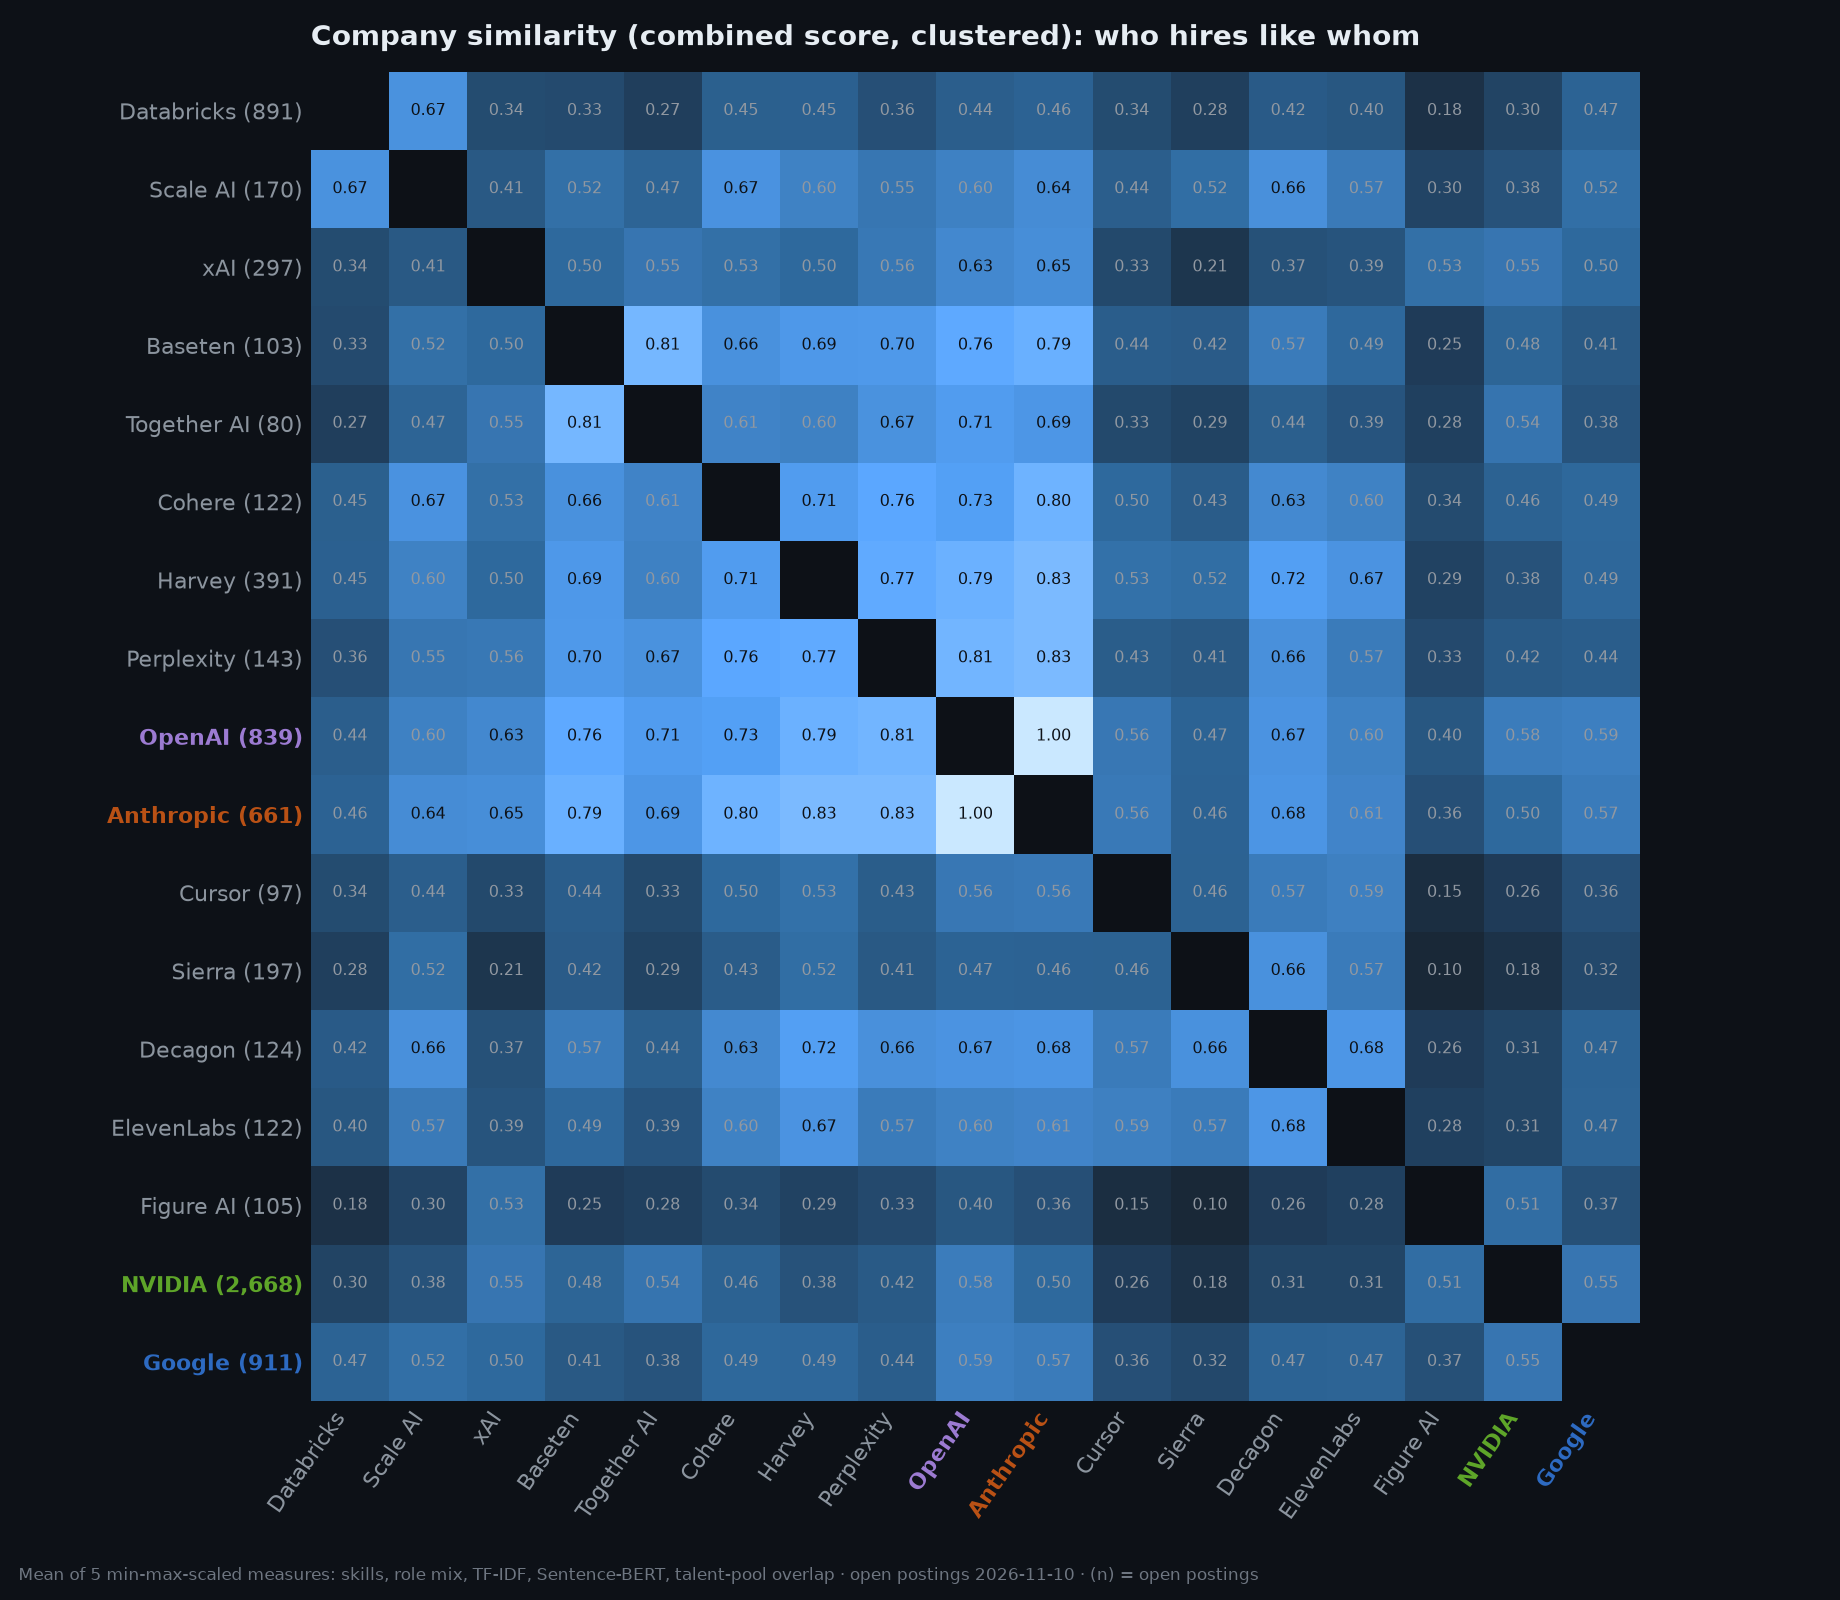 Company similarity (combined score, clustered): who hires like whom
Databricks (891) 0.67 0.34 0.33 0.27 0.45 0.45 0.36 0.44 0.46 0.34 0.28 0.42 0.40 0.18 0.30 0.47
Scale AI (170) 0.67 0.41 0.52 0.47 0.67 0.60 0.55 0.60 0.64 0.44 0.52 0.66 0.57 0.30 0.38 0.52
xAI (297) 0.34 0.41 0.50 0.55 0.53 0.50 0.56 0.63 0.65 0.33 0.21 0.37 0.39 0.53 0.55 0.50
Baseten (103) 0.33 0.52 0.50 0.81 0.66 0.69 0.70 0.76 0.79 0.44 0.42 0.57 0.49 0.25 0.48 0.41
Together AI (80) 0.27 0.47 0.55 0.81 0.61 0.60 0.67 0.71 0.69 0.33 0.29 0.44 0.39 0.28 0.54 0.38
Cohere (122) 0.45 0.67 0.53 0.66 0.61 0.71 0.76 0.73 0.80 0.50 0.43 0.63 0.60 0.34 0.46 0.49
Harvey (391) 0.45 0.60 0.50 0.69 0.60 0.71 0.77 0.79 0.83 0.53 0.52 0.72 0.67 0.29 0.38 0.49
Perplexity (143) 0.36 0.55 0.56 0.70 0.67 0.76 0.77 0.81 0.83 0.43 0.41 0.66 0.57 0.33 0.42 0.44
OpenAI (839) 0.44 0.60 0.63 0.76 0.71 0.73 0.79 0.81 1.00 0.56 0.47 0.67 0.60 0.40 0.58 0.59
Anthropic (661) 0.46 0.64 0.65 0.79 0.69 0.80 0.83 0.83 1.00 0.56 0.46 0.68 0.61 0.36 0.50 0.57
Cursor (97) 0.34 0.44 0.33 0.44 0.33 0.50 0.53 0.43 0.56 0.56 0.46 0.57 0.59 0.15 0.26 0.36
Sierra (197) 0.28 0.52 0.21 0.42 0.29 0.43 0.52 0.41 0.47 0.46 0.46 0.66 0.57 0.10 0.18 0.32
Decagon (124) 0.42 0.66 0.37 0.57 0.44 0.63 0.72 0.66 0.67 0.68 0.57 0.66 0.68 0.26 0.31 0.47
ElevenLabs (122) 0.40 0.57 0.39 0.49 0.39 0.60 0.67 0.57 0.60 0.61 0.59 0.57 0.68 0.28 0.31 0.47
Figure AI (105) 0.18 0.30 0.53 0.25 0.28 0.34 0.29 0.33 0.40 0.36 0.15 0.10 0.26 0.28 0.51 0.37
NVIDIA (2,668) 0.30 0.38 0.55 0.48 0.54 0.46 0.38 0.42 0.58 0.50 0.26 0.18 0.31 0.31 0.51 0.55
Google (911) 0.47 0.52 0.50 0.41 0.38 0.49 0.49 0.44 0.59 0.57 0.36 0.32 0.47 0.47 0.37 0.55
Databricks Scale AI xAI Baseten Together AI Cohere Harvey Perplexity OpenAI Anthropic Cursor Sierra Decagon ElevenLabs Figure AI NVIDIA Google
Mean of 5 min-max-scaled measures: skills, role mix, TF-IDF, Sentence-BERT, talent-pool overlap · open postings 2026-11-10 · (n) = open postings